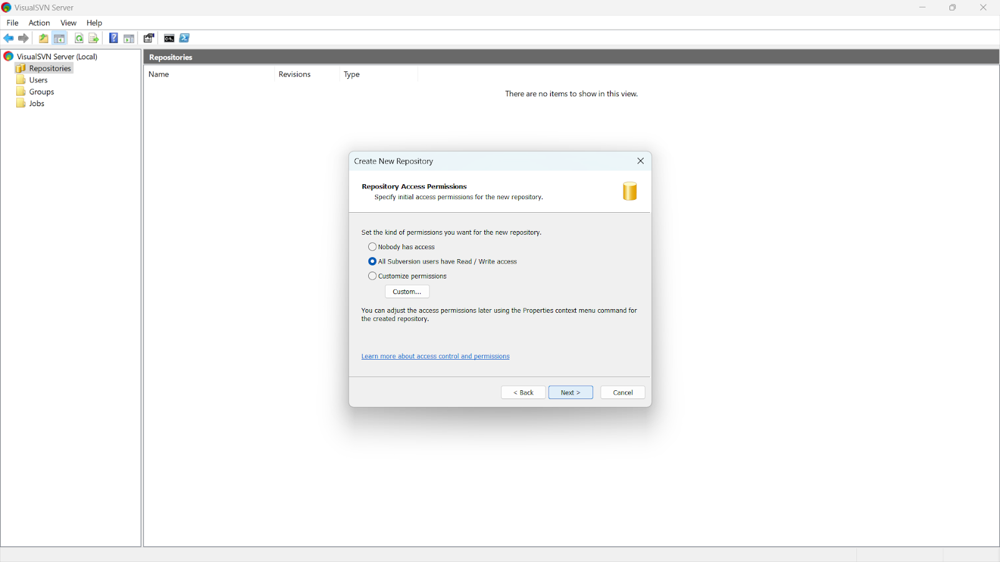 VisualSVN Server
File Action View Help
VisualSVN Server (Local)
Repositories
Users
Groups
Jobs
Repositories
Name Revisions Type
There are no items to show in this view.
Create New Repository
Repository Access Permissions
Specify initial access permissions for the new repository.
Set the kind of permissions you want for the new repository.
Nobody has access
All Subversion users have Read / Write access
Customize permissions
Custom...
You can adjust the access permissions later using the Properties context menu command for
the created repository.
Learn more about access control and permissions
< Back Next > Cancel